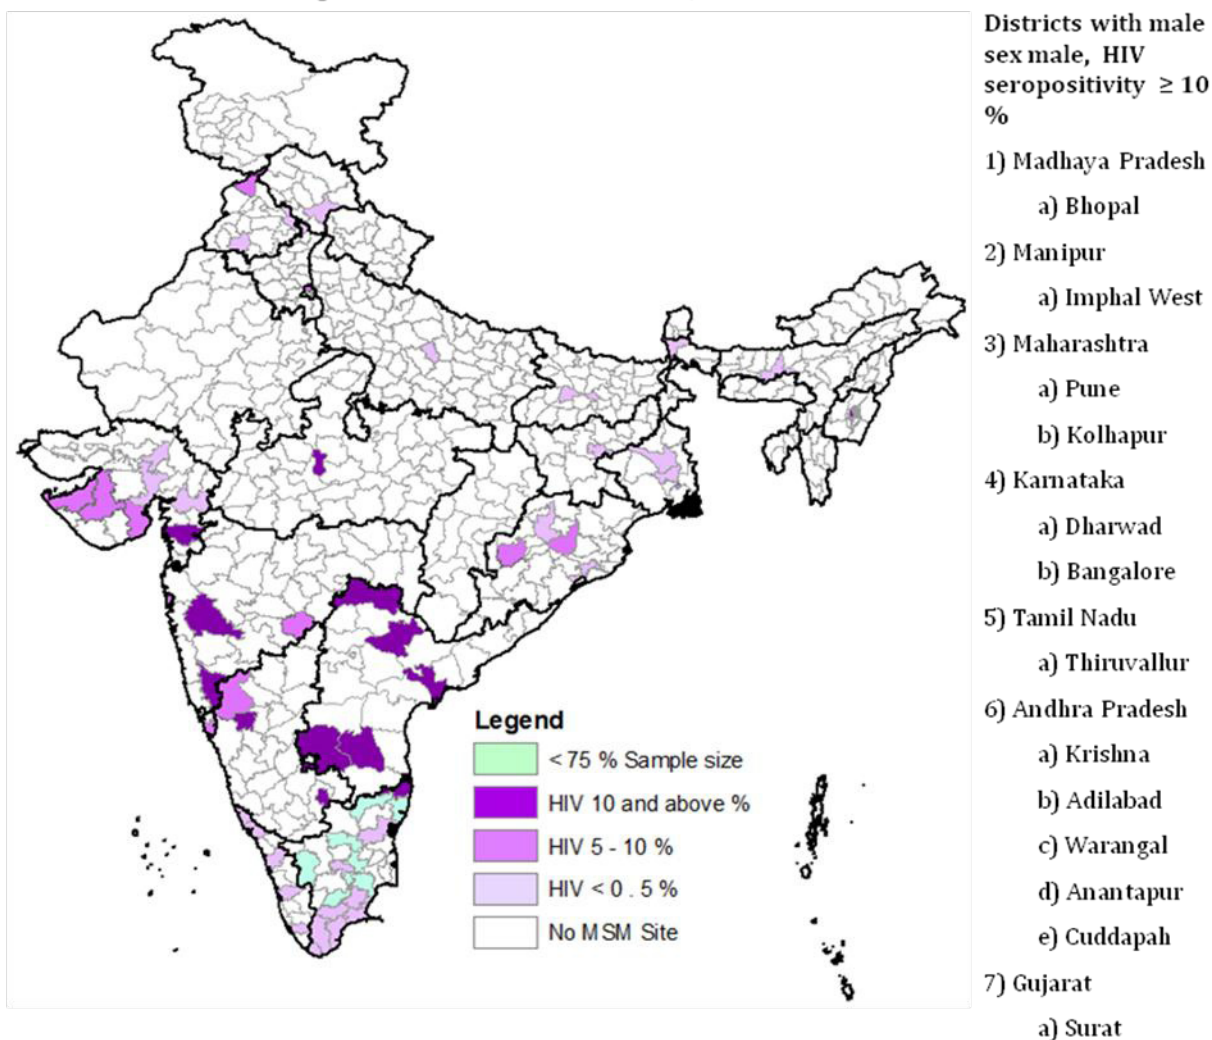 Districts with male
sex male, HIV
seropositivity ≥ 10
%
1) Madhaya Pradesh
a) Bhopal
2) Manipur
a) Imphal West
3) Maharashtra
a) Pune
b) Kolhapur
4) Karnataka
a) Dharwad
b) Bangalore
5) Tamil Nadu
a) Thiruvallur
6) Andhra Pradesh
a) Krishna
b) Adilabad
c) Warangal
d) Anantapur
e) Cuddapah
7) Gujarat
a) Surat
Legend
< 75 % Sample size
HIV 10 and above %
HIV 5 - 10 %
HIV < 0 . 5 %
No MSM Site